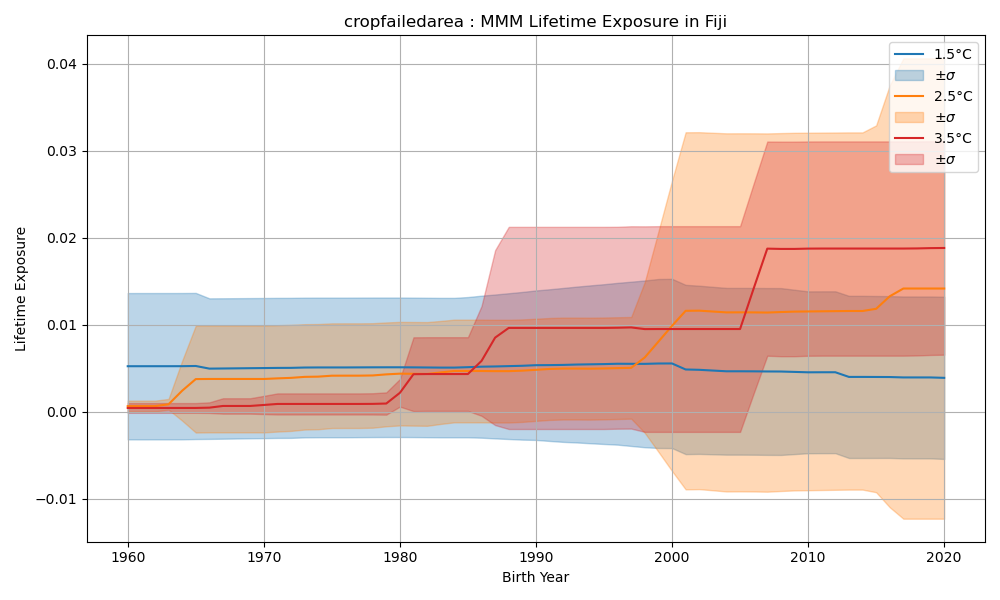 cropfailedarea : MMM Lifetime Exposure in Fiji
1.5°C
±σ
2.5°C
±σ
3.5°C
±σ
0.04
0.03
0.02
0.01
0.00
−0.01
Lifetime Exposure
1960 1970 1980 1990 2000 2010 2020
Birth Year